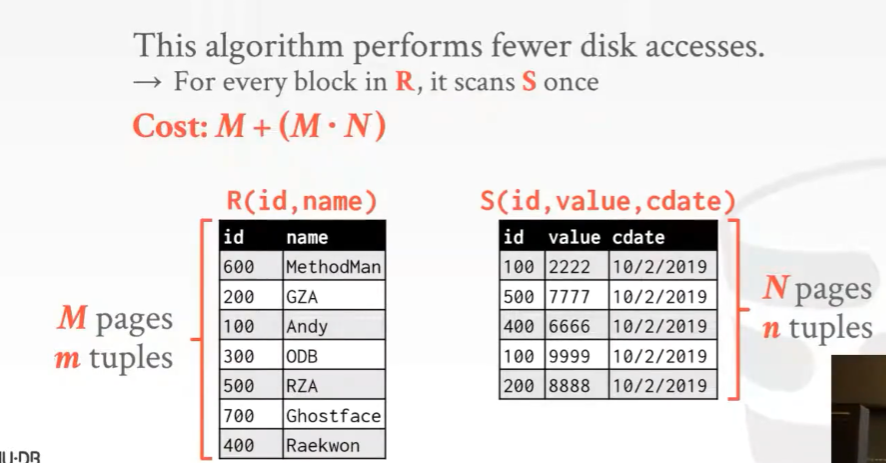 This algorithm performs fewer disk accesses.
→ For every block in R, it scans S once
Cost: M + (M · N)
R(id,name)
id name
600 MethodMan
200 GZA
100 Andy
300 ODB
500 RZA
700 Ghostface
400 Raekwon
M pages
m tuples
S(id,value,cdate)
id value cdate
100 2222 10/2/2019
500 7777 10/2/2019
400 6666 10/2/2019
100 9999 10/2/2019
200 8888 10/2/2019
N pages
n tuples